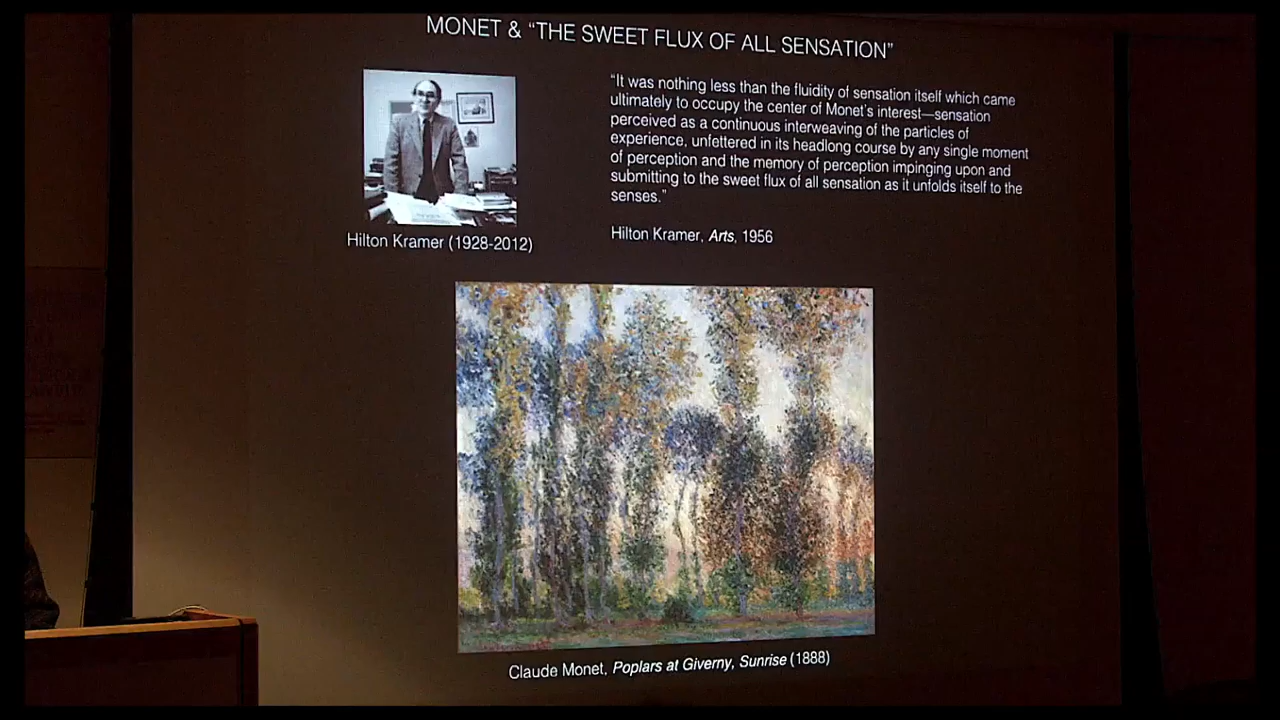 MONET & “THE SWEET FLUX OF ALL SENSATION”
“It was nothing less than the fluidity of sensation itself which came
ultimately to occupy the center of Monet’s interest—sensation
perceived as a continuous interweaving of the particles of
experience, unfettered in its headlong course by any single moment
of perception and the memory of perception impinging upon and
submitting to the sweet flux of all sensation as it unfolds itself to the
senses.”
Hilton Kramer, Arts, 1956
Hilton Kramer (1928-2012)
Claude Monet, Poplars at Giverny, Sunrise (1888)